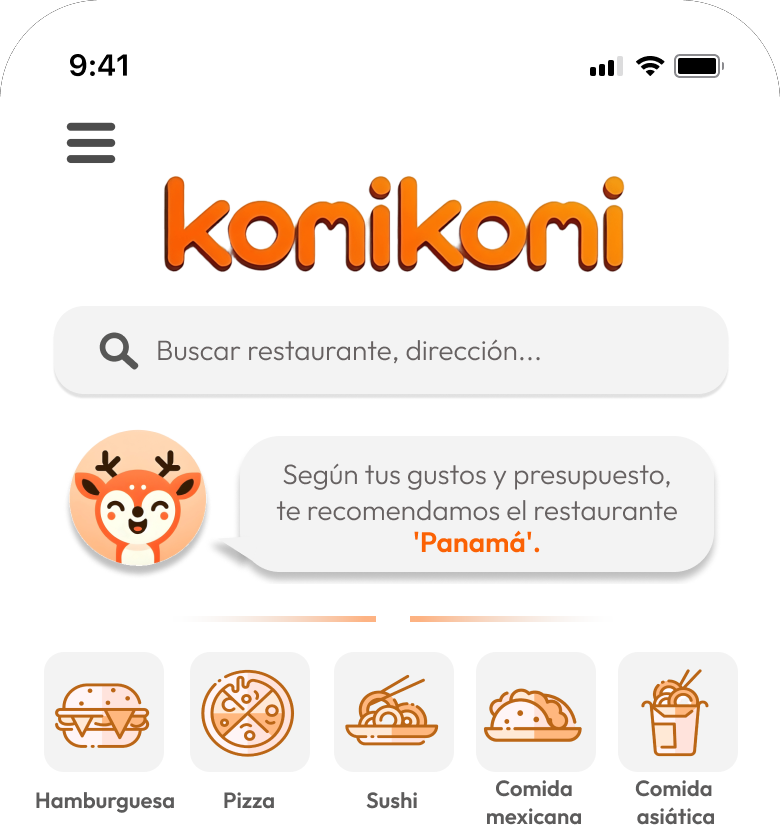 9:41
komikomi
Buscar restaurante, dirección...
Según tus gustos y presupuesto,
te recomendamos el restaurante
'Panamá'.
Hamburguesa
Pizza
Sushi
Comida
mexicana
Comida
asiática